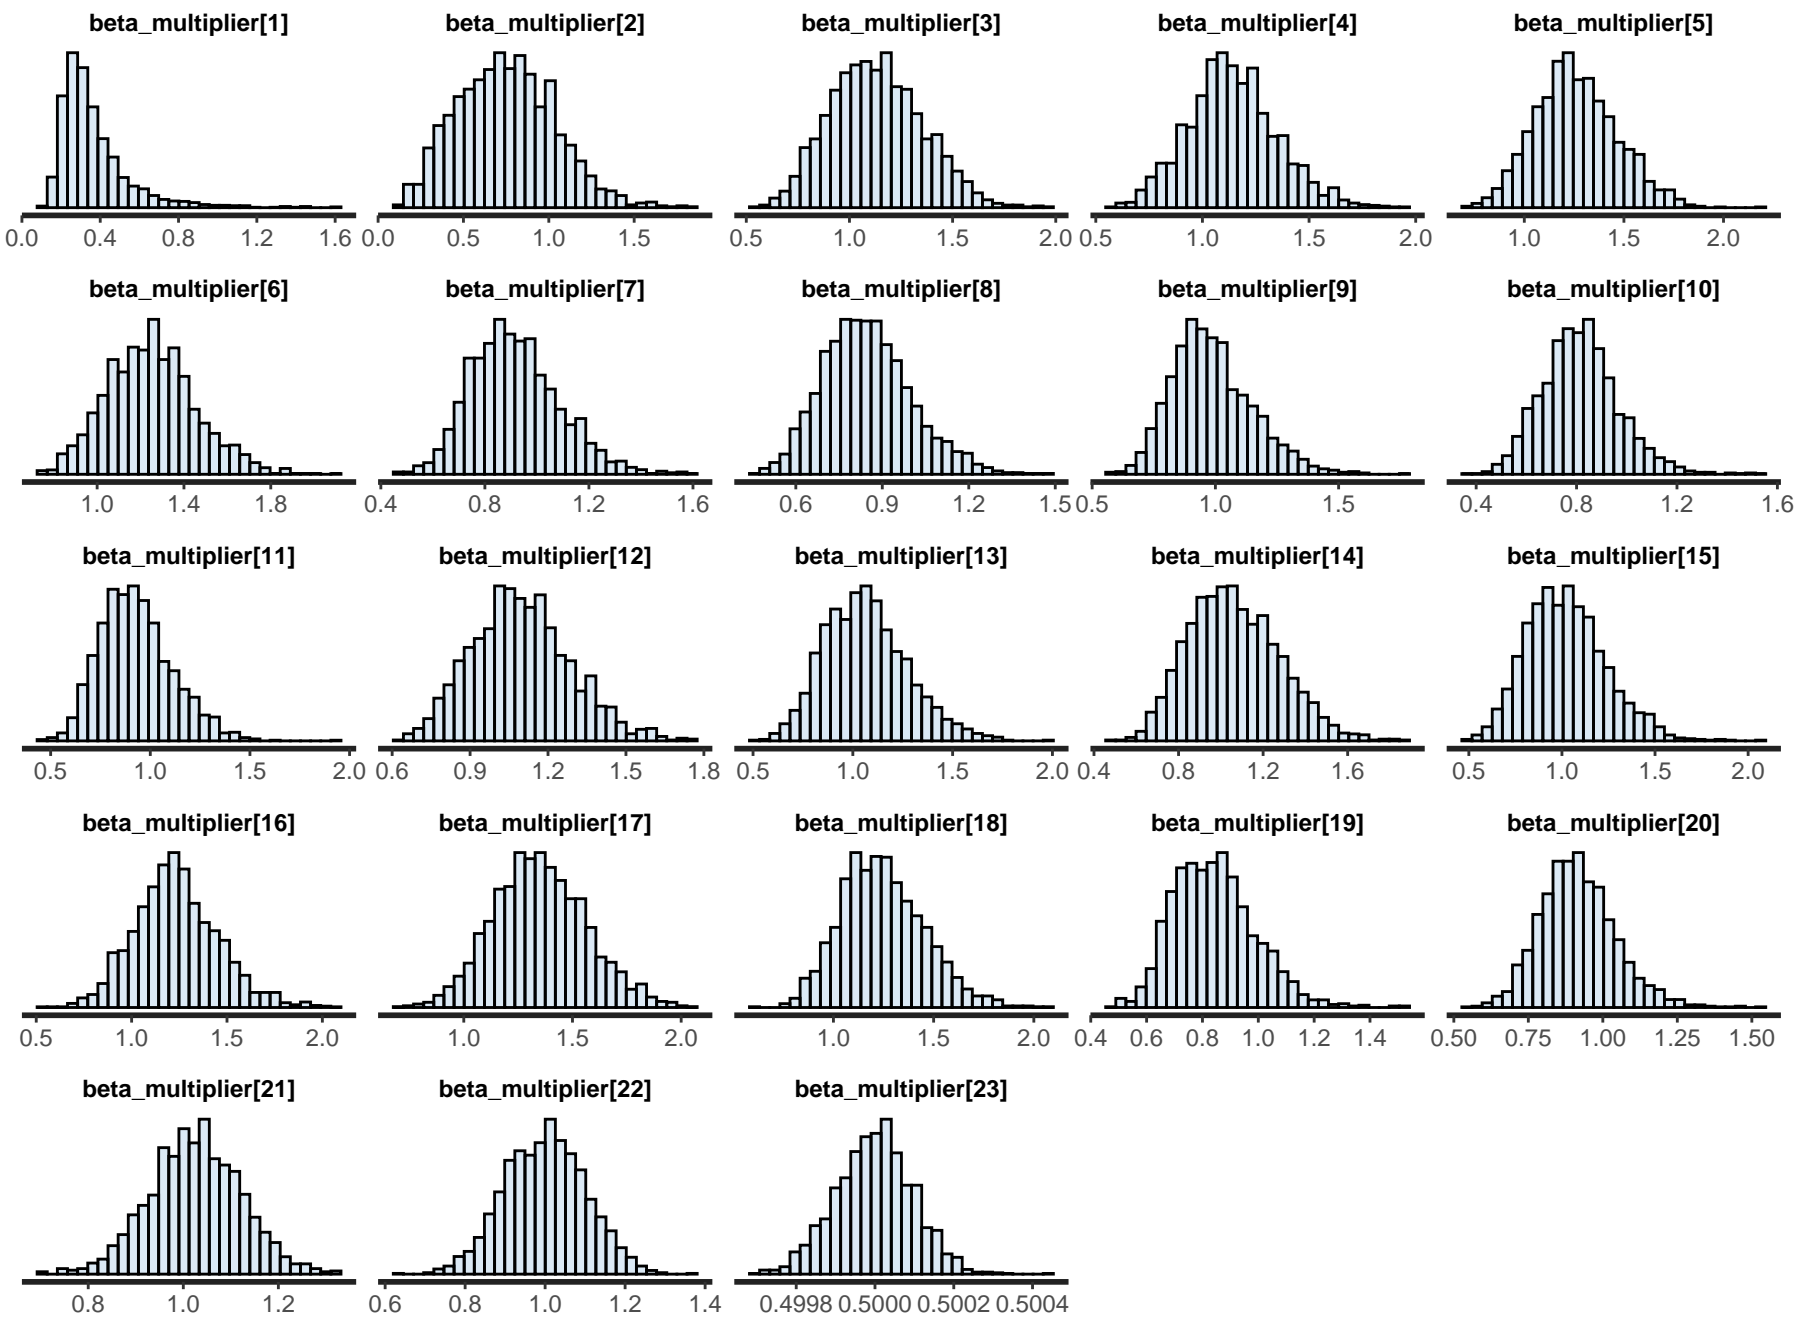 beta_multiplier[1] beta_multiplier[2] beta_multiplier[3] beta_multiplier[4] beta_multiplier[5]
0.0 0.4 0.8 1.2 1.6 0.0 0.5 1.0 1.5 0.5 1.0 1.5 2.0 0.5 1.0 1.5 2.0 1.0 1.5 2.0
beta_multiplier[6] beta_multiplier[7] beta_multiplier[8] beta_multiplier[9] beta_multiplier[10]
1.0 1.4 1.8 0.4 0.8 1.2 1.6 0.6 0.9 1.2 1.5 0.5 1.0 1.5 0.4 0.8 1.2 1.6
beta_multiplier[11] beta_multiplier[12] beta_multiplier[13] beta_multiplier[14] beta_multiplier[15]
0.5 1.0 1.5 2.0 0.6 0.9 1.2 1.5 1.8 0.5 1.0 1.5 2.0 0.4 0.8 1.2 1.6 0.5 1.0 1.5 2.0
beta_multiplier[16] beta_multiplier[17] beta_multiplier[18] beta_multiplier[19] beta_multiplier[20]
0.5 1.0 1.5 2.0 1.0 1.5 2.0 1.0 1.5 2.0 0.4 0.6 0.8 1.0 1.2 1.4 0.50 0.75 1.00 1.25 1.50
beta_multiplier[21] beta_multiplier[22] beta_multiplier[23]
0.8 1.0 1.2 0.6 0.8 1.0 1.2 1.4 0.4998 0.5000 0.5002 0.5004